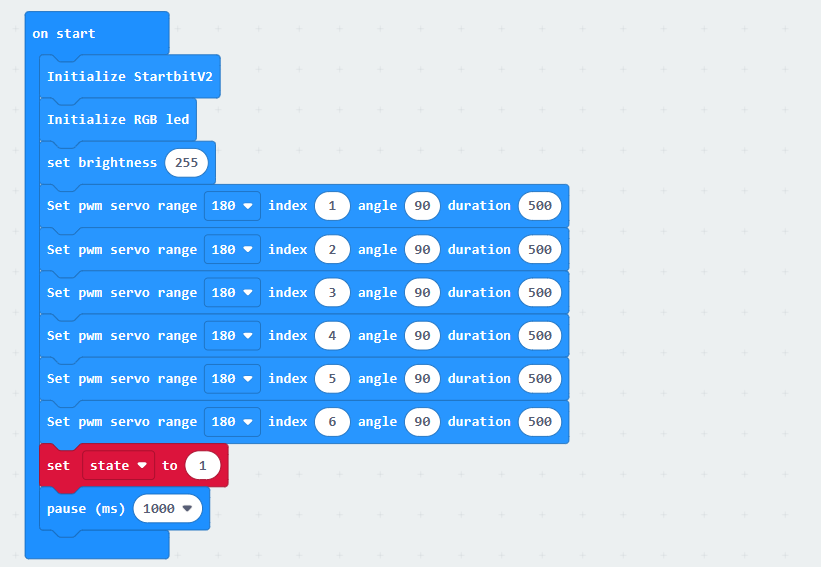 on start
Initialize StartbitV2
Initialize RGB led
set brightness 255
Set pwm servo range 180 index 1 angle 90 duration 500
Set pwm servo range 180 index 2 angle 90 duration 500
Set pwm servo range 180 index 3 angle 90 duration 500
Set pwm servo range 180 index 4 angle 90 duration 500
Set pwm servo range 180 index 5 angle 90 duration 500
Set pwm servo range 180 index 6 angle 90 duration 500
set state to 1
pause (ms) 1000